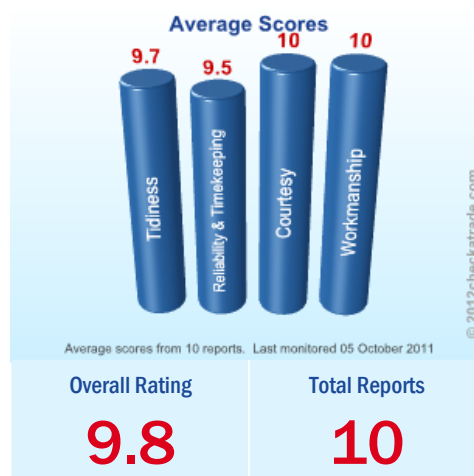 Average Scores
9.7
9.5
10
10
Tidiness
Reliability & Timekeeping
Courtesy
Workmanship
© 2012checkatrade.com
Average scores from 10 reports. Last monitored 05 October 2011
Overall Rating
Total Reports
9.8
10